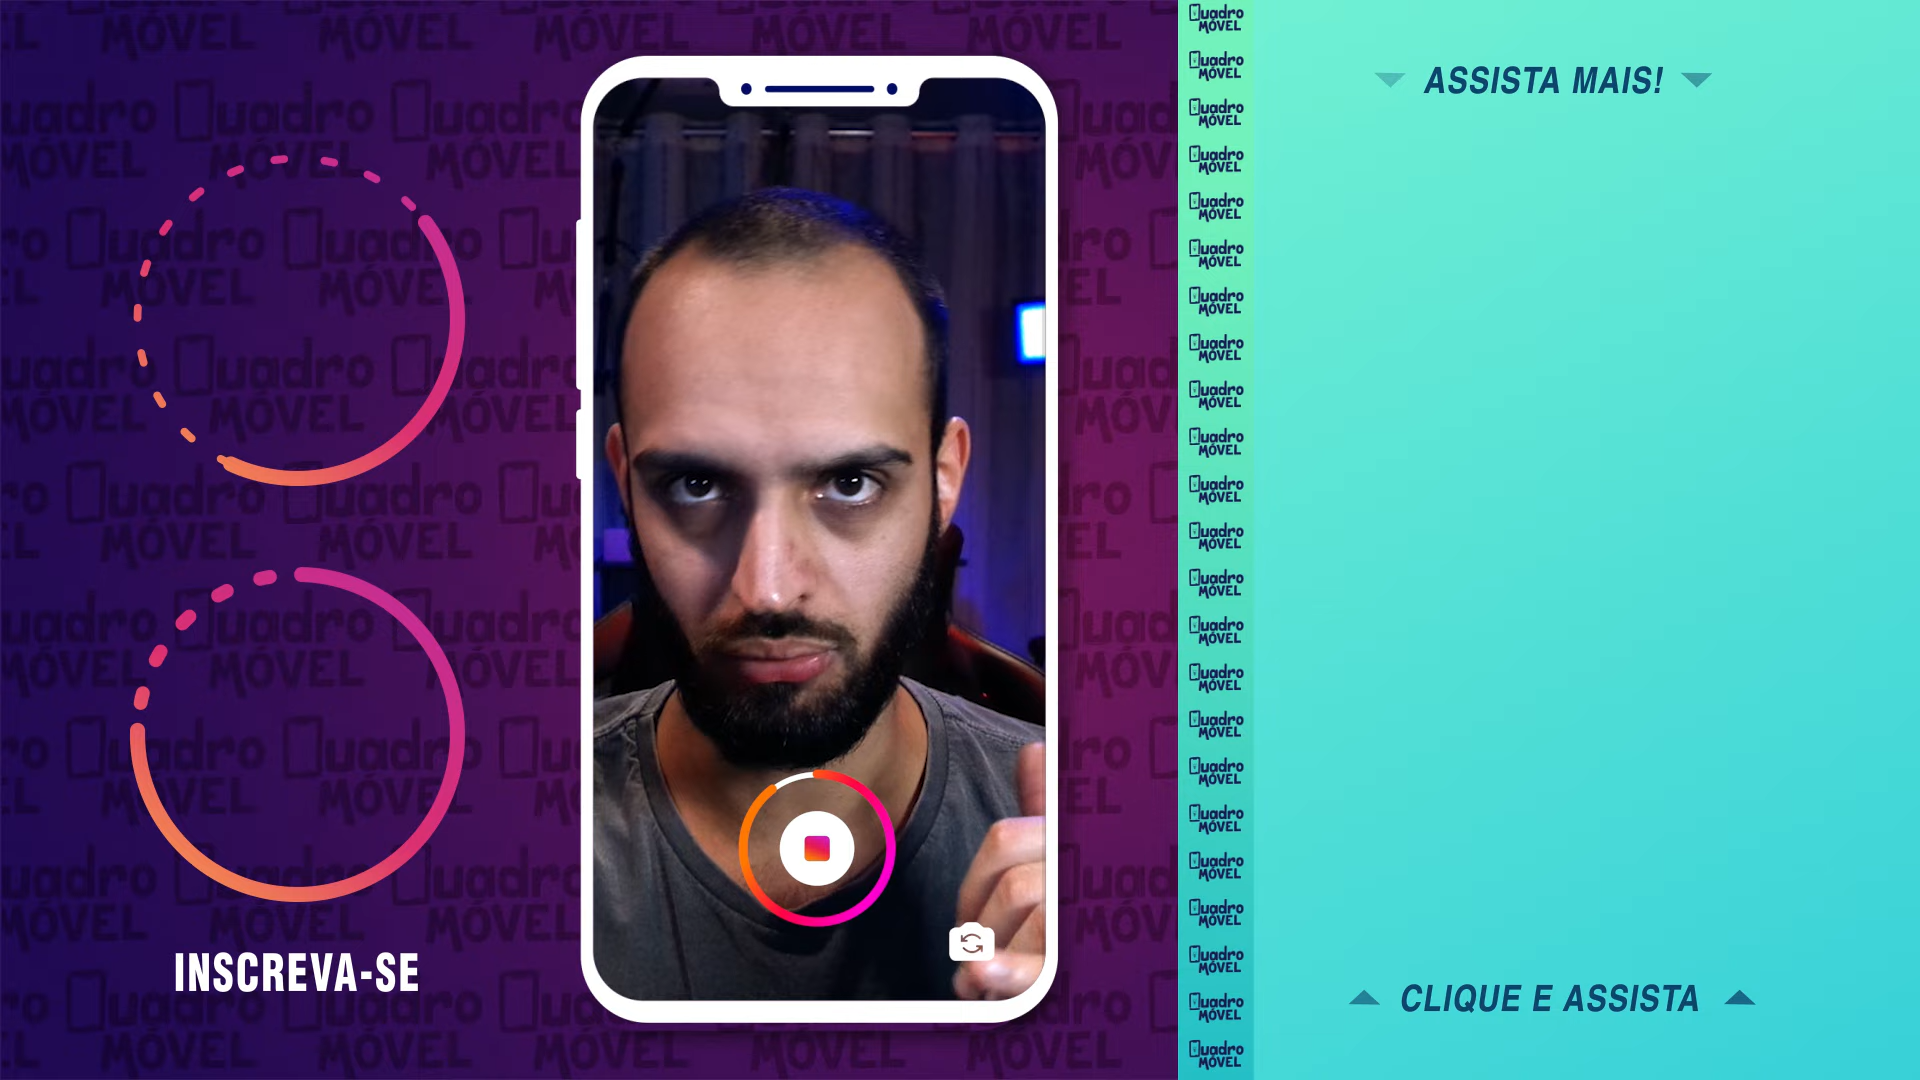 INSCREVA-SE
Quadro
MÓVEL
ASSISTA MAIS!
CLIQUE E ASSISTA